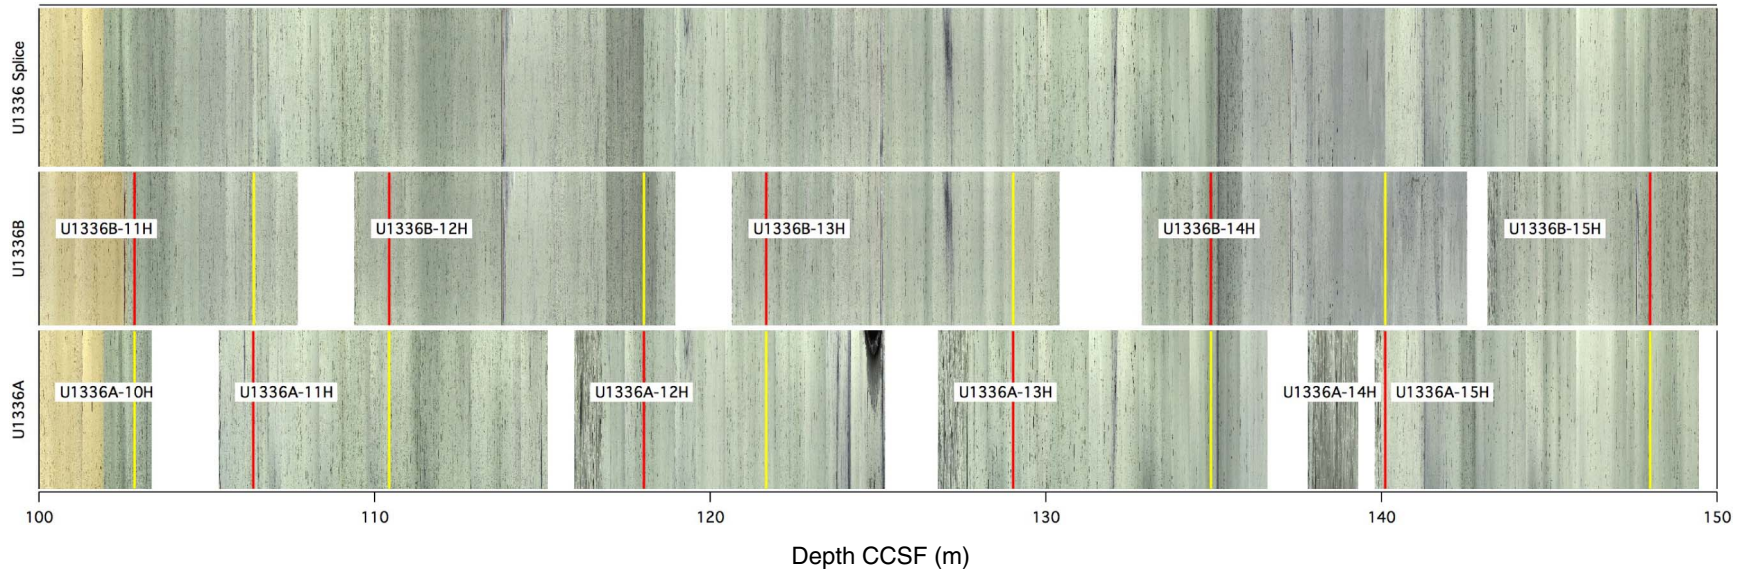 U1336 Splice
U1336B
U1336B-11H
U1336B-12H
U1336B-13H
U1336B-14H
U1336B-15H
U1336A
U1336A-10H
U1336A-11H
U1336A-12H
U1336A-13H
U1336A-14H
U1336A-15H
100
110
120
130
140
150
Depth CCSF (m)